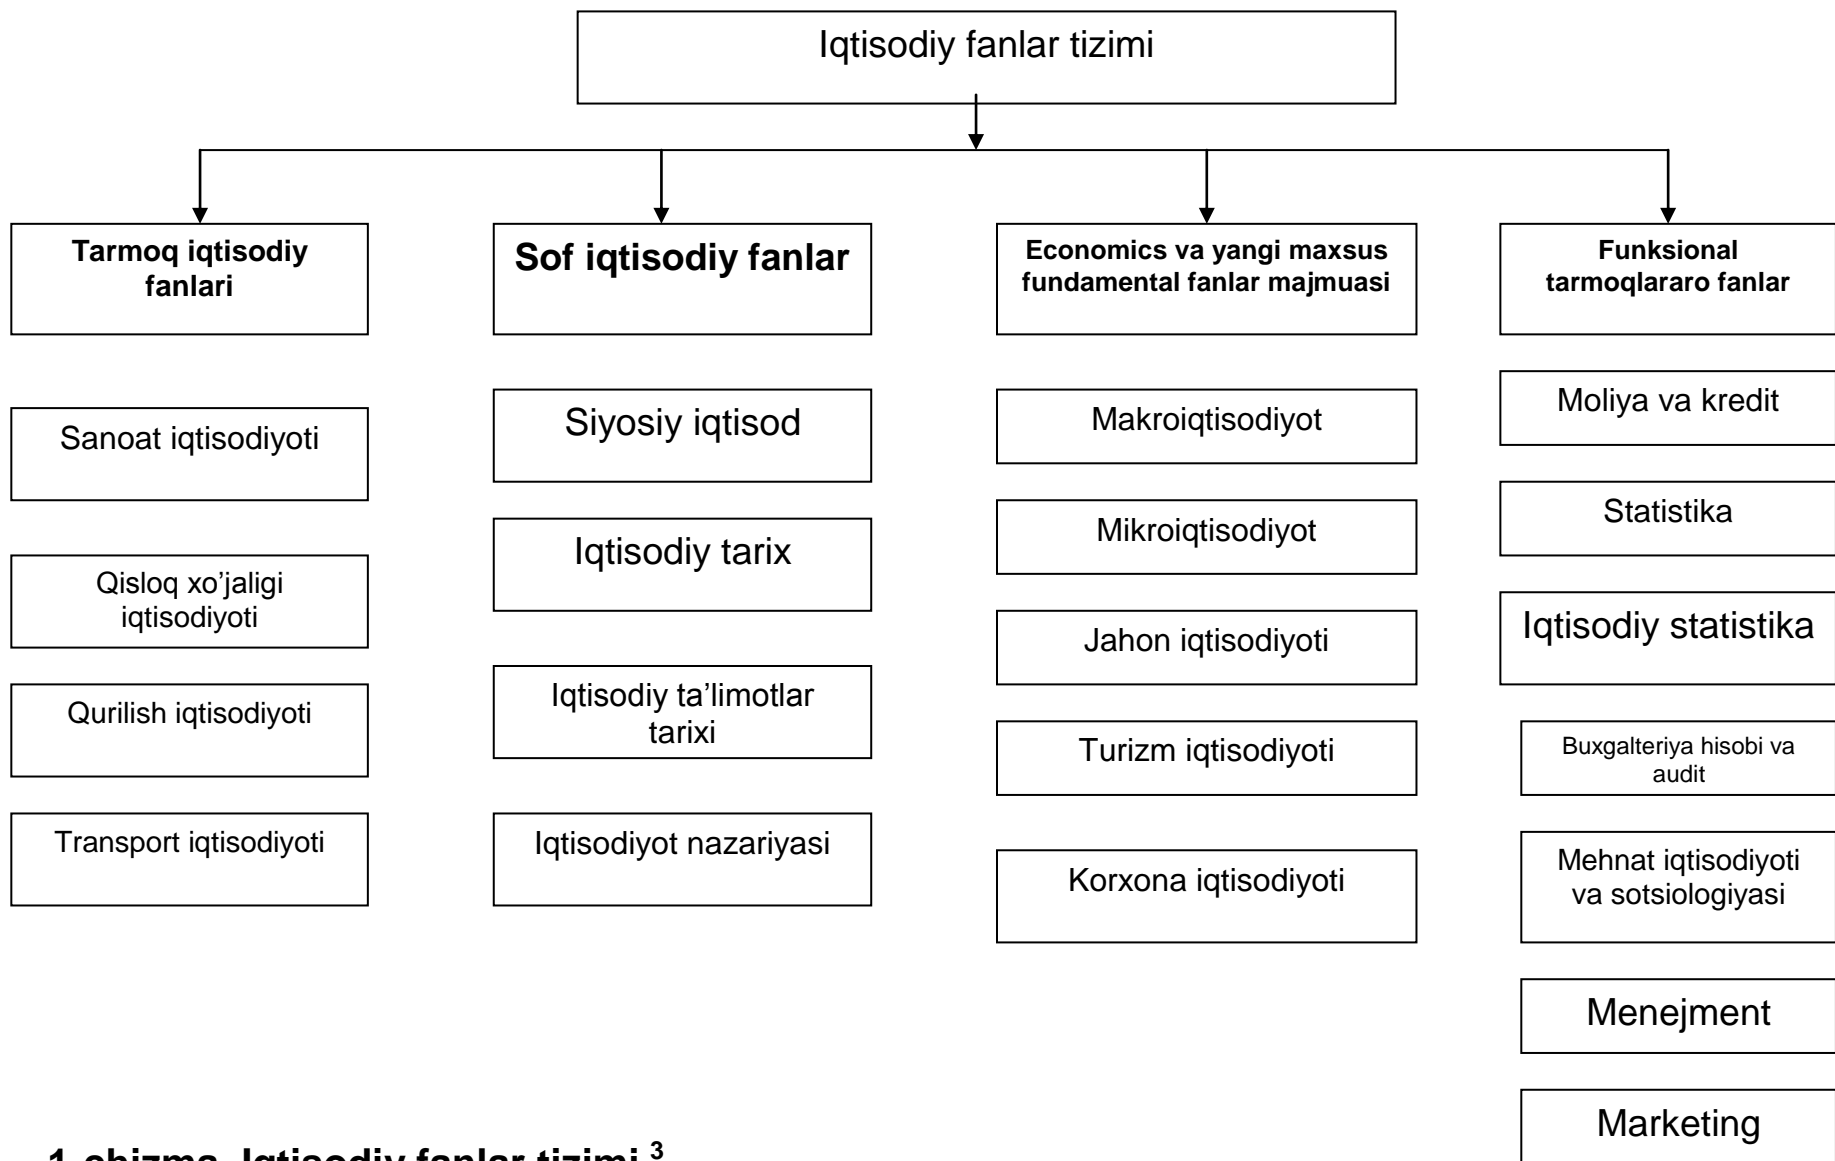 Iqtisodiy fanlar tizimi
Tarmoq iqtisodiy
fanlari
Sanoat iqtisodiyoti
Qisloq xo’jaligi
iqtisodiyoti
Qurilish iqtisodiyoti
Transport iqtisodiyoti
Sof iqtisodiy fanlar
Siyosiy iqtisod
Iqtisodiy tarix
Iqtisodiy ta’limotlar
tarixi
Iqtisodiyot nazariyasi
Economics va yangi maxsus
fundamental fanlar majmuasi
Makroiqtisodiyot
Mikroiqtisodiyot
Jahon iqtisodiyoti
Turizm iqtisodiyoti
Korxona iqtisodiyoti
Funksional
tarmoqlararo fanlar
Moliya va kredit
Statistika
Iqtisodiy statistika
Buxgalteriya hisobi va
audit
Mehnat iqtisodiyoti
va sotsiologiyasi
Menejment
Marketing
1-chizma. Iqtisodiy fanlar tizimi 3